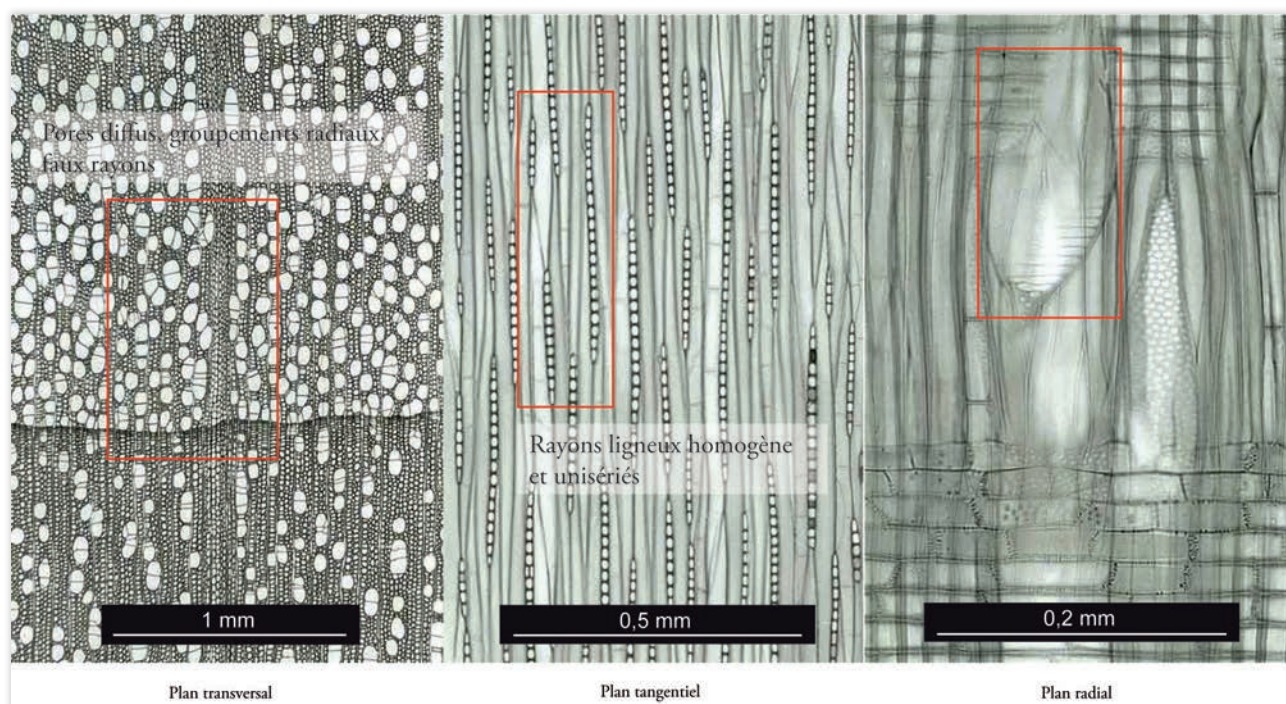 Pores diffus, groupements radiaux,
faux rayons
Rayons ligneux homogène
et unisériés
1 mm
0,5 mm
0,2 mm
Plan transversal
Plan tangentiel
Plan radial